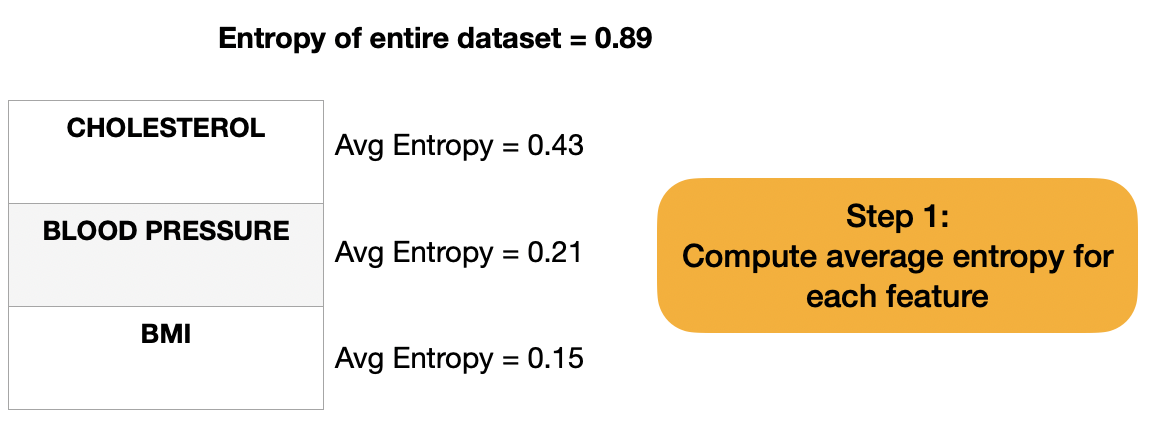 Entropy of entire dataset = 0.89
CHOLESTEROL
Avg Entropy = 0.43
BLOOD PRESSURE
Avg Entropy = 0.21
BMI
Avg Entropy = 0.15
Step 1:
Compute average entropy for
each feature